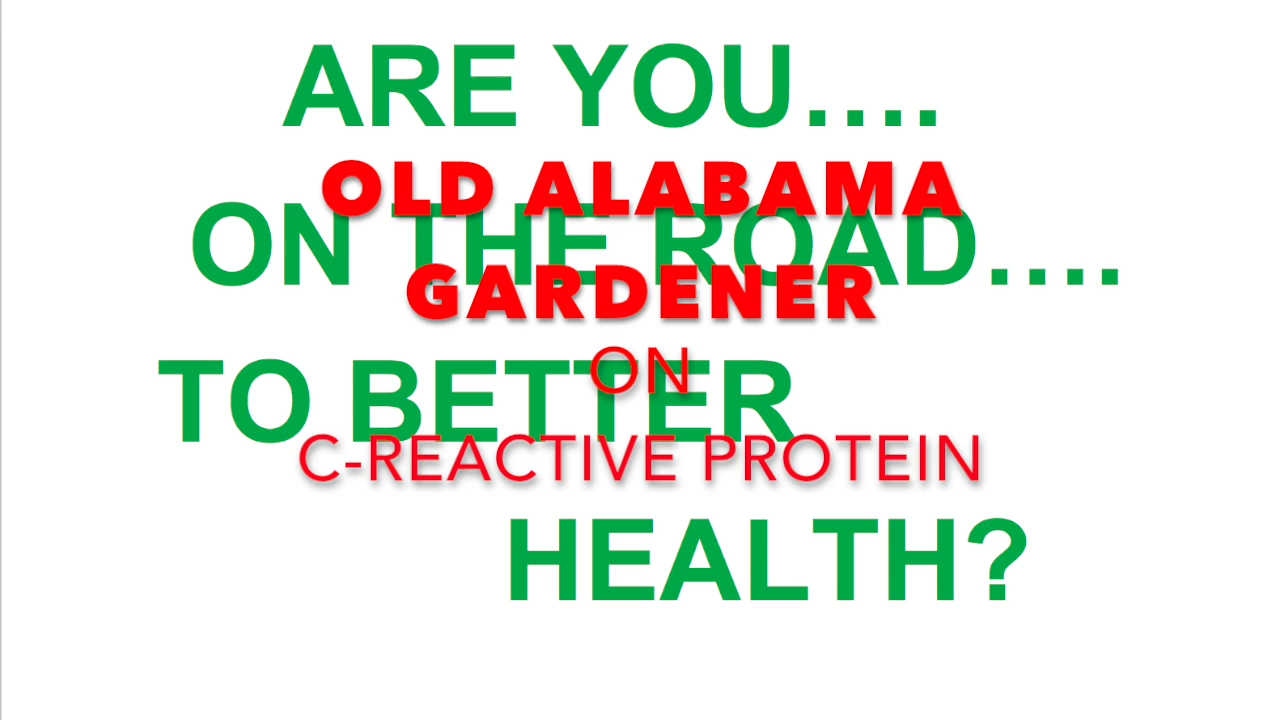 ARE YOU....
OLD ALABAMA
ON THE ROAD....
GARDENER
ON
TO BETTER
C-REACTIVE PROTEIN
HEALTH?